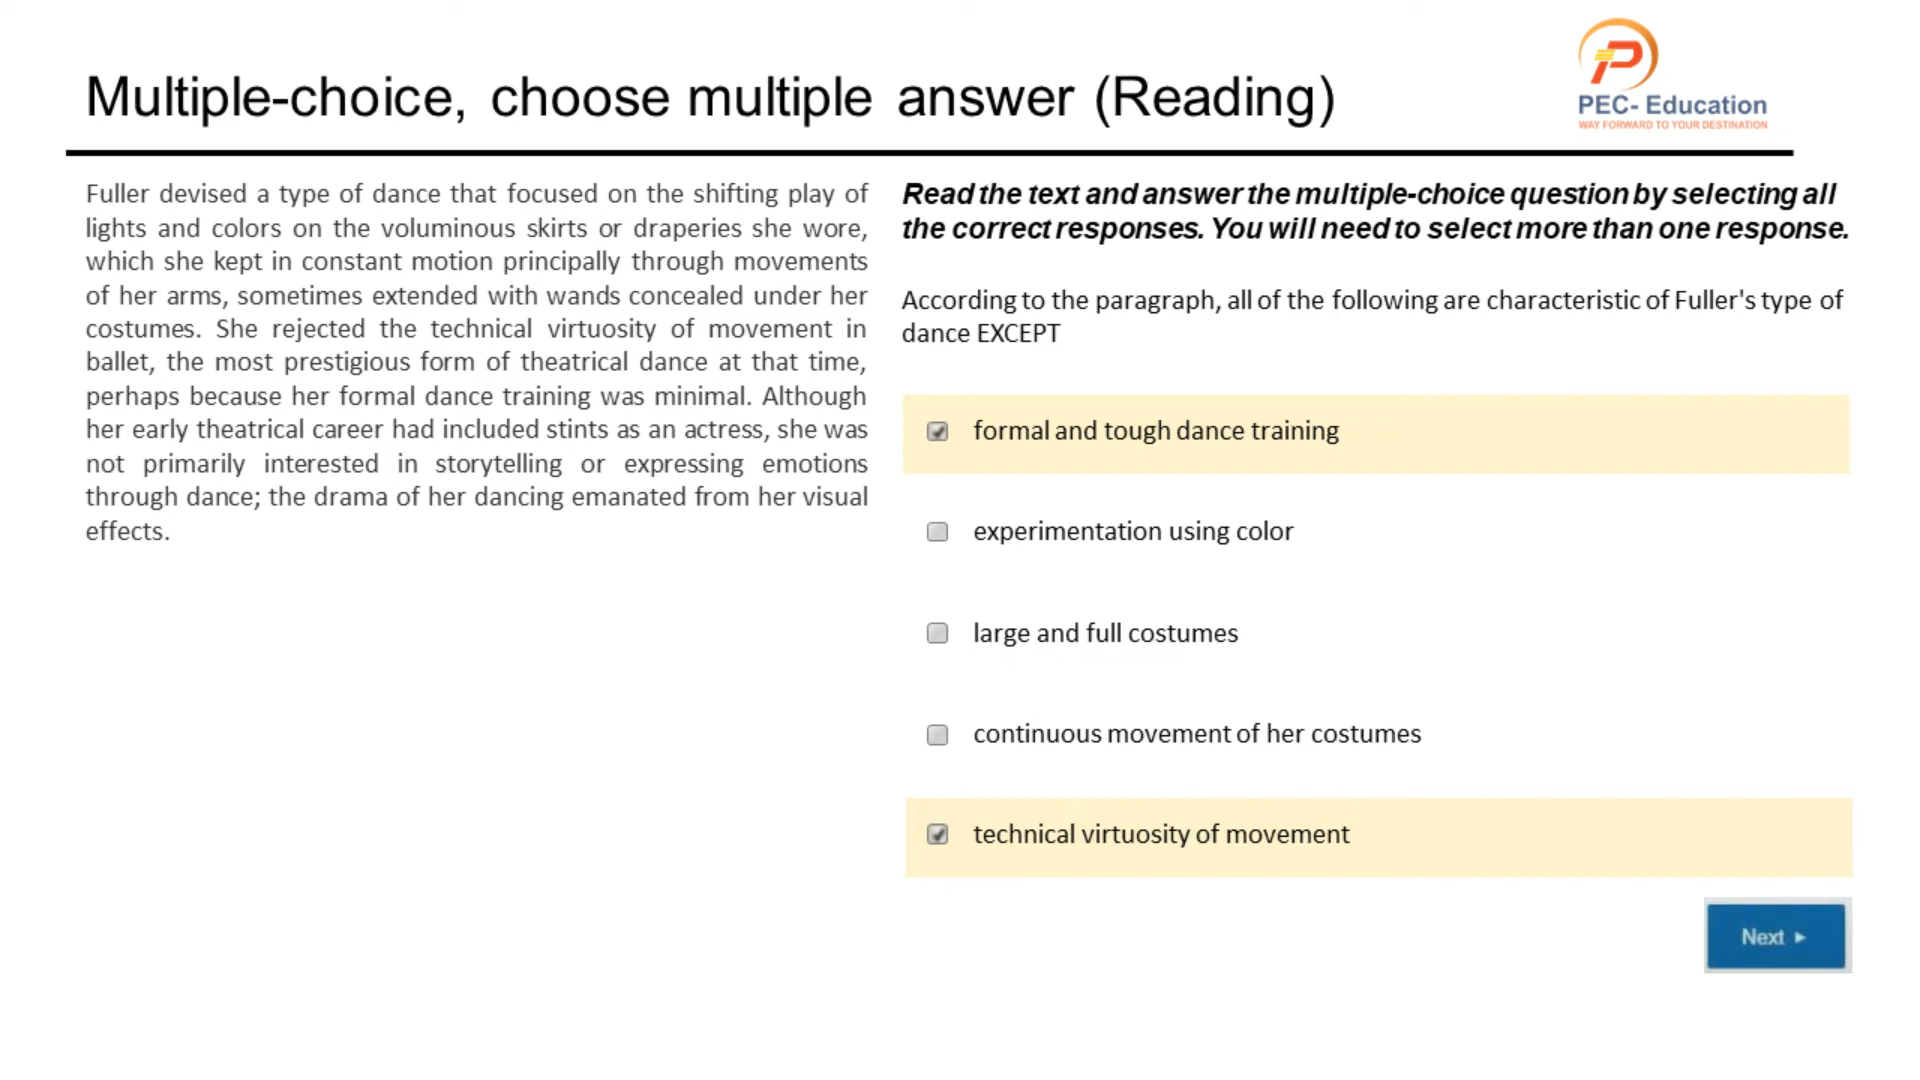 Multiple-choice, choose multiple answer (Reading)
PEC- Education
WAY FORWARD TO YOUR DESTINATION
Fuller devised a type of dance that focused on the shifting play of
lights and colors on the voluminous skirts or draperies she wore,
which she kept in constant motion principally through movements
of her arms, sometimes extended with wands concealed under her
costumes. She rejected the technical virtuosity of movement in
ballet, the most prestigious form of theatrical dance at that time,
perhaps because her formal dance training was minimal. Although
her early theatrical career had included stints as an actress, she was
not primarily interested in storytelling or expressing emotions
through dance; the drama of her dancing emanated from her visual
effects.
Read the text and answer the multiple-choice question by selecting all
the correct responses. You will need to select more than one response.
According to the paragraph, all of the following are characteristic of Fuller's type of
dance EXCEPT
formal and tough dance training
experimentation using color
large and full costumes
continuous movement of her costumes
technical virtuosity of movement
Next